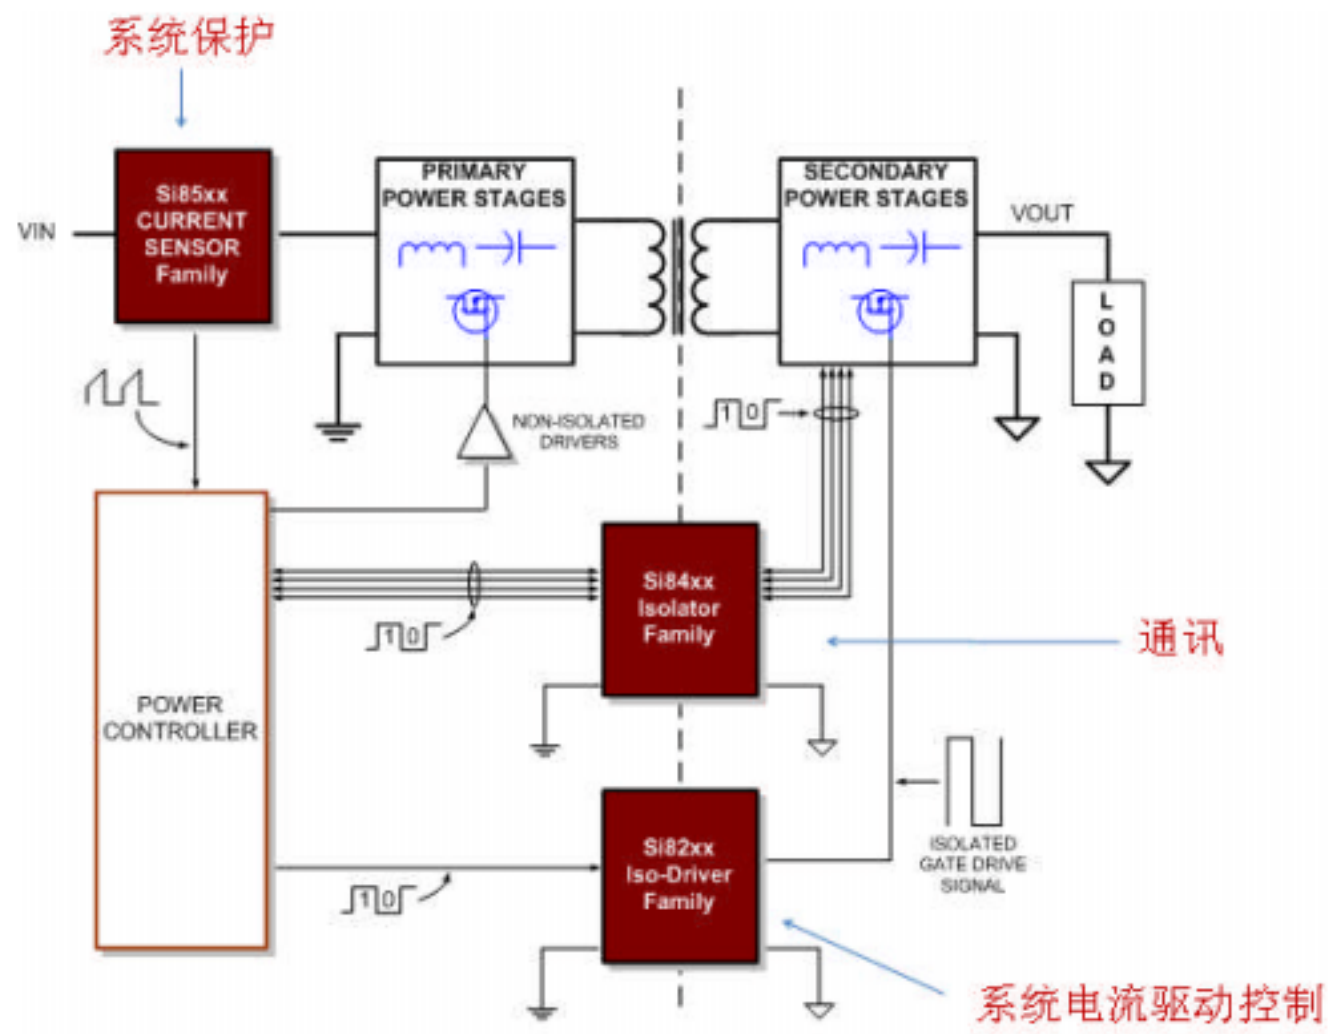 系统保护
Si85xx
CURRENT
SENSOR
Family
VIN
PRIMARY
POWER STAGES
SECONDARY
POWER STAGES
VOUT
L
O
A
D
NON-ISOLATED
DRIVERS
1 0
Si84xx
Isolator
Family
1 0
通讯
POWER
CONTROLLER
Si82xx
Iso-Driver
Family
1 0
ISOLATED
GATE DRIVE
SIGNAL
系统电流驱动控制